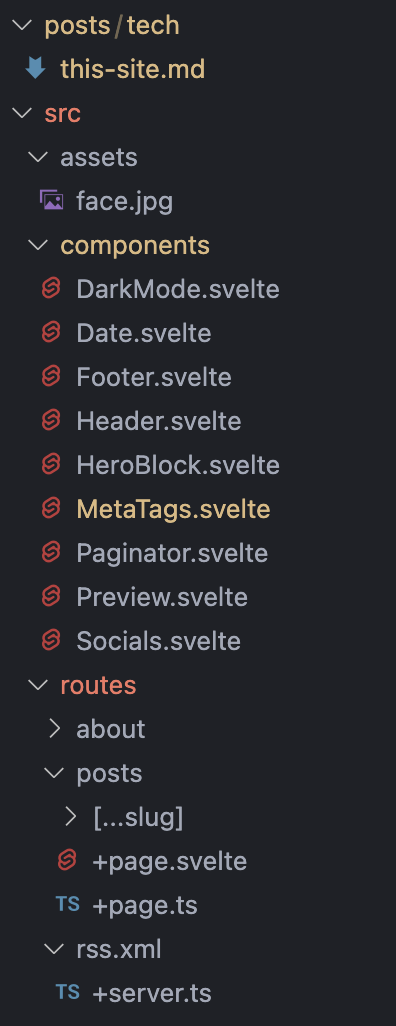 posts/tech
this-site.md
src
assets
face.jpg
components
DarkMode.svelte
Date.svelte
Footer.svelte
Header.svelte
HeroBlock.svelte
MetaTags.svelte
Paginator.svelte
Preview.svelte
Socials.svelte
routes
about
posts
[...slug]
+page.svelte
TS +page.ts
rss.xml
TS +server.ts